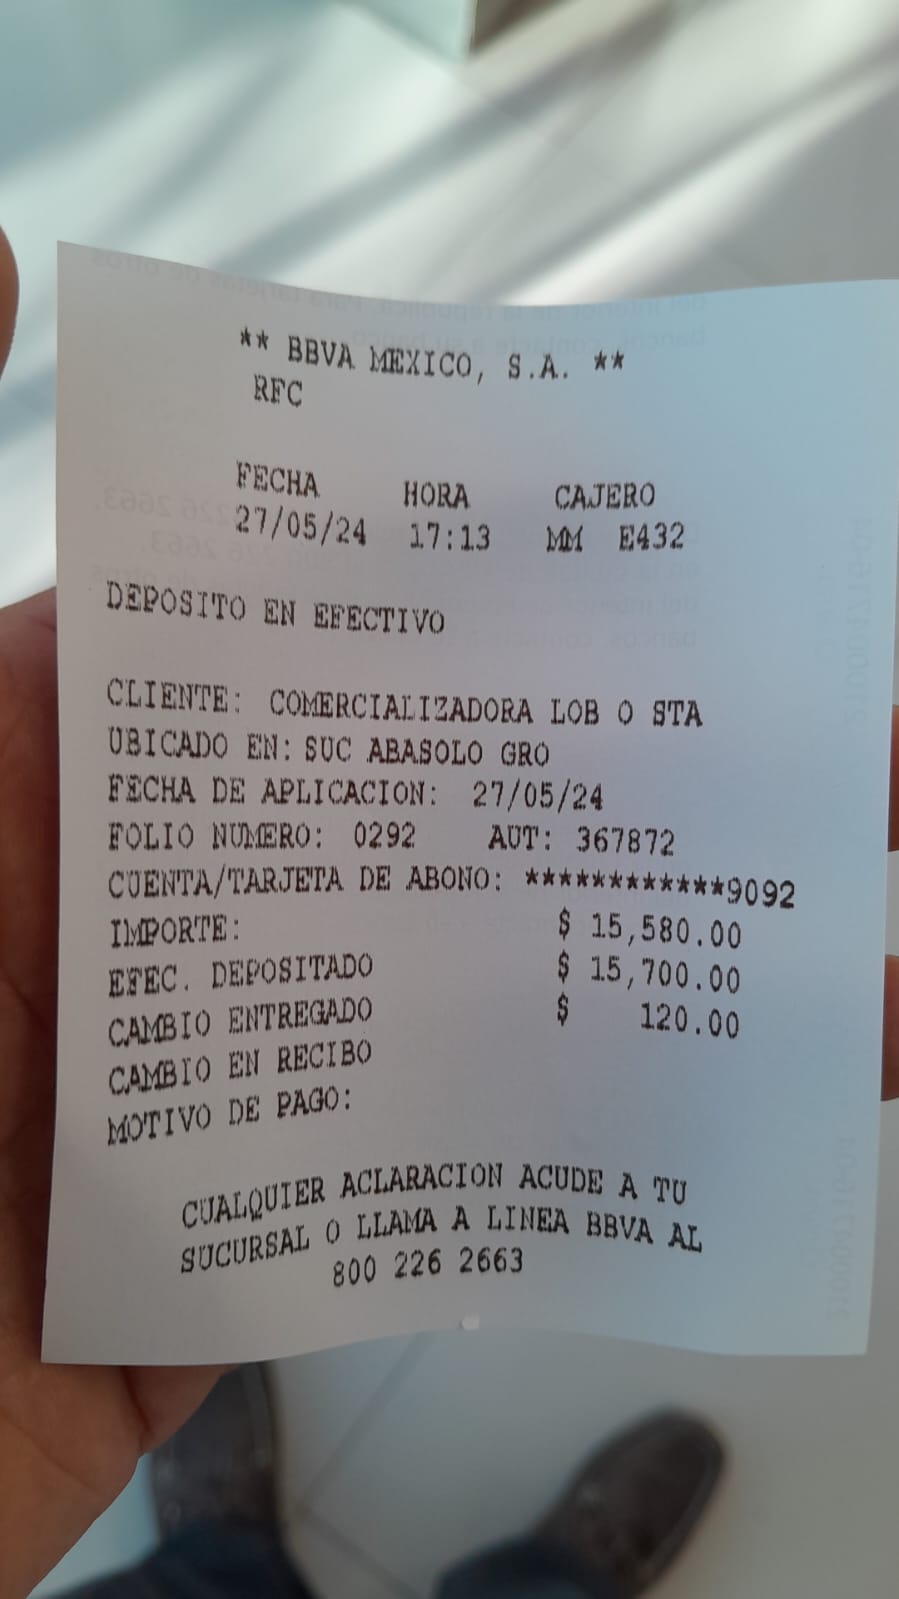 ** BBVA MEXICO, S.A. **
RFC
FECHA HORA CAJERO
27/05/24 17:13 MM E432
DEPOSITO EN EFECTIVO
CLIENTE: COMERCIALIZADORA LOB O STA
UBICADO EN: SUC ABASOLO GRO
FECHA DE APLICACION: 27/05/24
FOLIO NUMERO: 0292 AUT: 367872
CUENTA/TARJETA DE ABONO: ************9092
IMPORTE: $ 15,580.00
EFEC. DEPOSITADO $ 15,700.00
CAMBIO ENTREGADO $ 120.00
CAMBIO EN RECIBO
MOTIVO DE PAGO:
CUALQUIER ACLARACION ACUDE A TU
SUCURSAL O LLAMA A LINEA BBVA AL
800 226 2663